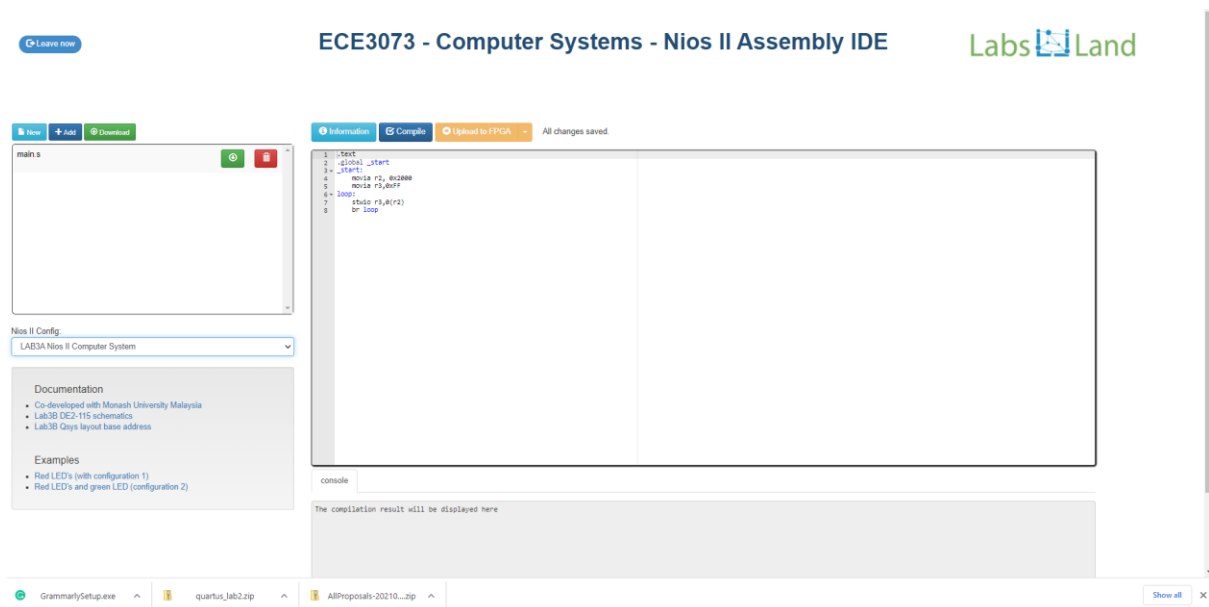 Leave now
ECE3073 - Computer Systems - Nios II Assembly IDE
Labs Land
New
Add
Download
main.s
Nios II Config:
LAB3A Nios II Computer System
Documentation
Co-developed with Monash University Malaysia
Lab3B DE2-115 schematics
Lab3B Qsys layout base address
Examples
Red LED's (with configuration 1)
Red LED's and green LED (configuration 2)
Information
Compile
Upload to FPGA
All changes saved.
1 .text
2 .global _start
3 _start:
4 movia r2, 0x2000
5 movia r3,0xFF
6 loop:
7 stwio r3,0(r2)
8 br loop
console
The compilation result will be displayed here
GrammarlySetup.exe
quartus_lab2.zip
AllProposals-20210....zip
Show all